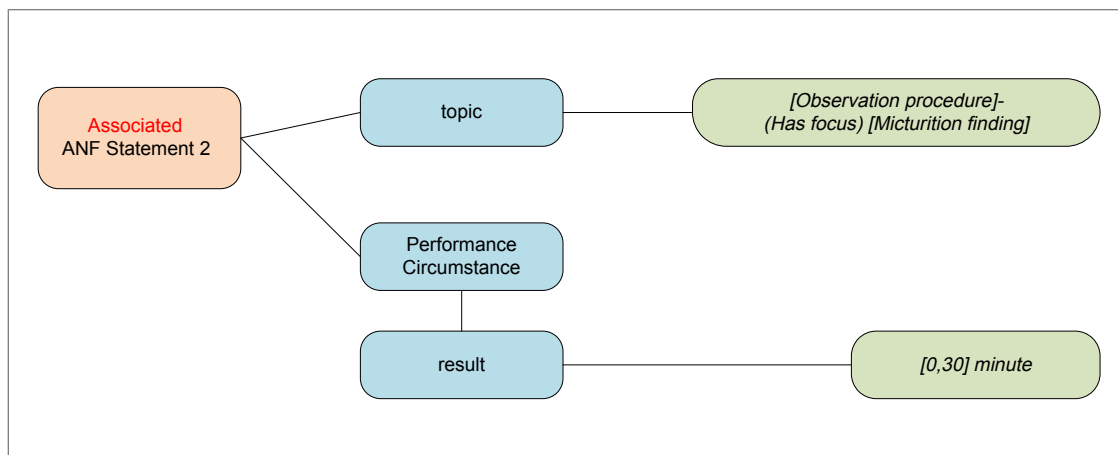 Associated
ANF Statement 2
topic
[Observation procedure]-
(Has focus) [Micturition finding]
Performance
Circumstance
result
[0,30] minute